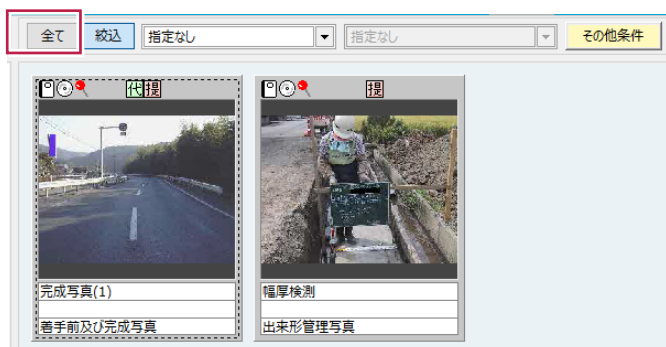 全て 絞込 指定なし 指定なし その他条件
代提 提
完成写真(1) 幅厚検測
着手前及び完成写真 出来形管理写真